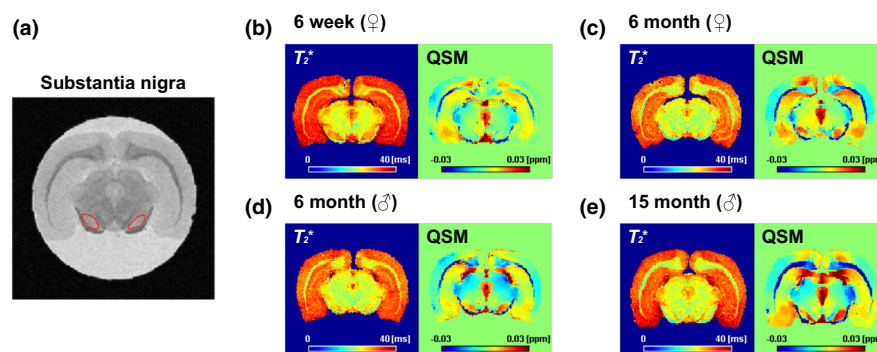 (a)
Substantia nigra
(b) 6 week (♀)
T₂* QSM
0 40 [ms] -0.03 0.03 [ppm]
(c) 6 month (♀)
T₂* QSM
0 40 [ms] -0.03 0.03 [ppm]
(d) 6 month (♂)
T₂* QSM
0 40 [ms] -0.03 0.03 [ppm]
(e) 15 month (♂)
T₂* QSM
0 40 [ms] -0.03 0.03 [ppm]